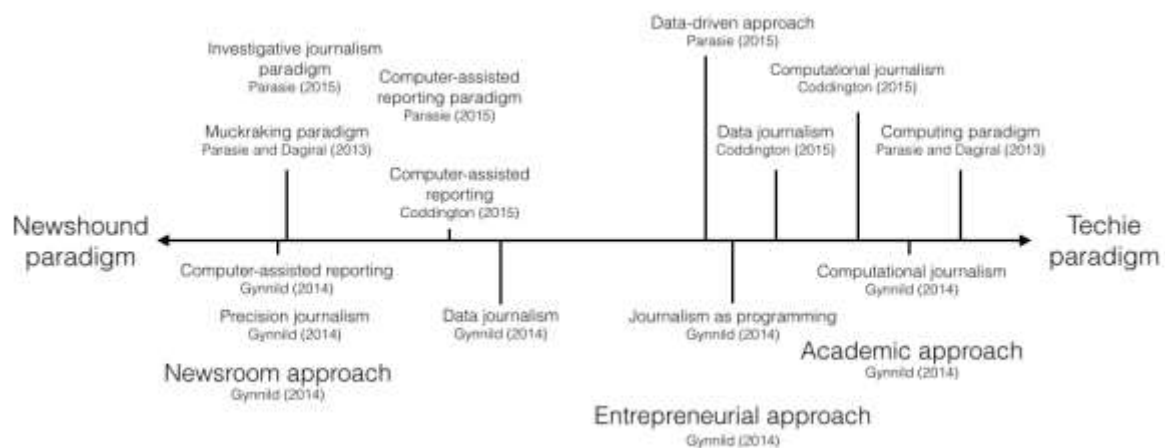 Data-driven approach
Parasie (2015)
Investigative journalism
paradigm
Parasie (2015)
Computer-assisted
reporting paradigm
Parasie (2015)
Computational journalism
Coddington (2015)
Muckraking paradigm
Parasie and Dagiral (2013)
Data journalism
Coddington (2015)
Computing paradigm
Parasie and Dagiral (2013)
Computer-assisted
reporting
Coddington (2015)
Newshound
paradigm
Techie
paradigm
Computer-assisted reporting
Gynnild (2014)
Computational journalism
Gynnild (2014)
Precision journalism
Gynnild (2014)
Data journalism
Gynnild (2014)
Journalism as programming
Gynnild (2014)
Academic approach
Gynnild (2014)
Newsroom approach
Gynnild (2014)
Entrepreneurial approach
Gynnild (2014)